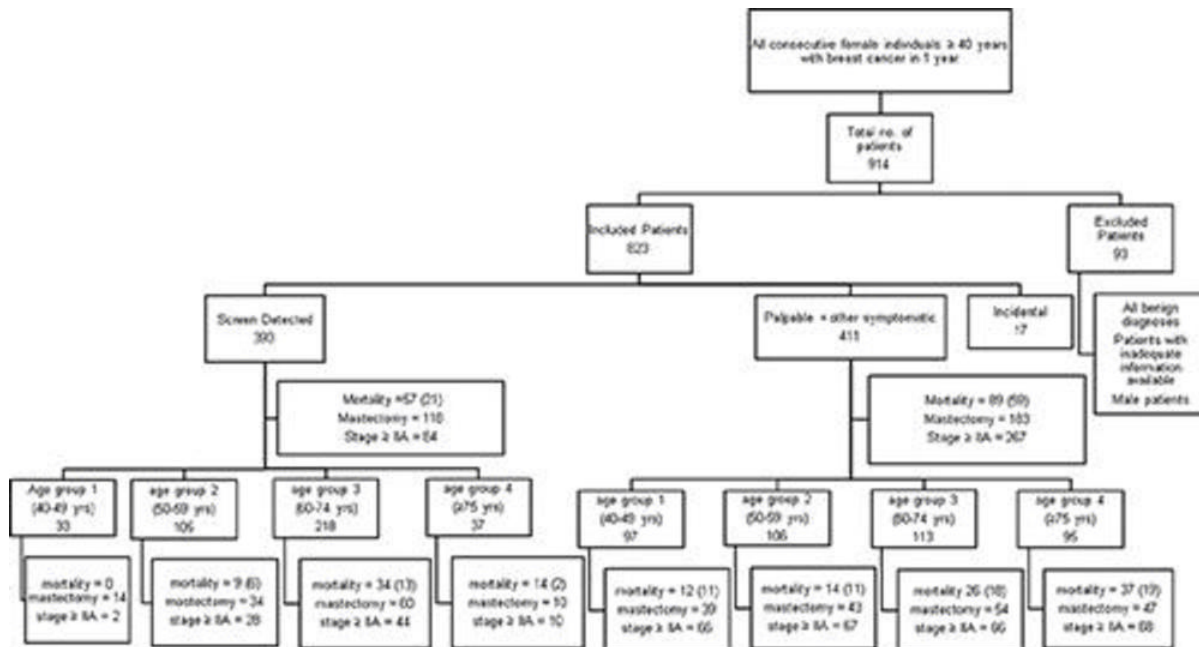 All consecutive female individuals ≥ 40 years
with breast cancer in 1 year
Total no. of
patients
914
Included Patients
823
Excluded
Patients
93
Screen Detected
393
Palpable + other symptomatic
411
Incidental
17
All benign
diagnoses
Patients with
inadequate
information
available
Male patients
Mortality =57 (21)
Mastectomy = 118
Stage ≥ IIA = 84
Mortality = 89 (59)
Mastectomy = 183
Stage ≥ IIA = 267
Age group 1
(40-49 yrs)
33
age group 2
(50-59 yrs)
105
age group 3
(60-74 yrs)
218
age group 4
(≥75 yrs)
37
age group 1
(40-49 yrs)
97
age group 2
(50-59 yrs)
106
age group 3
(60-74 yrs)
113
age group 4
(≥75 yrs)
95
mortality = 0
mastectomy = 14
stage ≥ IIA = 2
mortality = 9 (6)
mastectomy = 34
stage ≥ IIA = 28
mortality = 34 (13)
mastectomy = 60
stage ≥ IIA = 44
mortality = 14 (2)
mastectomy = 10
stage ≥ IIA = 10
mortality = 12 (11)
mastectomy = 39
stage ≥ IIA = 66
mortality = 14 (11)
mastectomy = 43
stage ≥ IIA = 67
mortality 26 (18)
mastectomy = 54
stage ≥ IIA = 66
mortality = 37 (19)
mastectomy = 47
stage ≥ IIA = 68